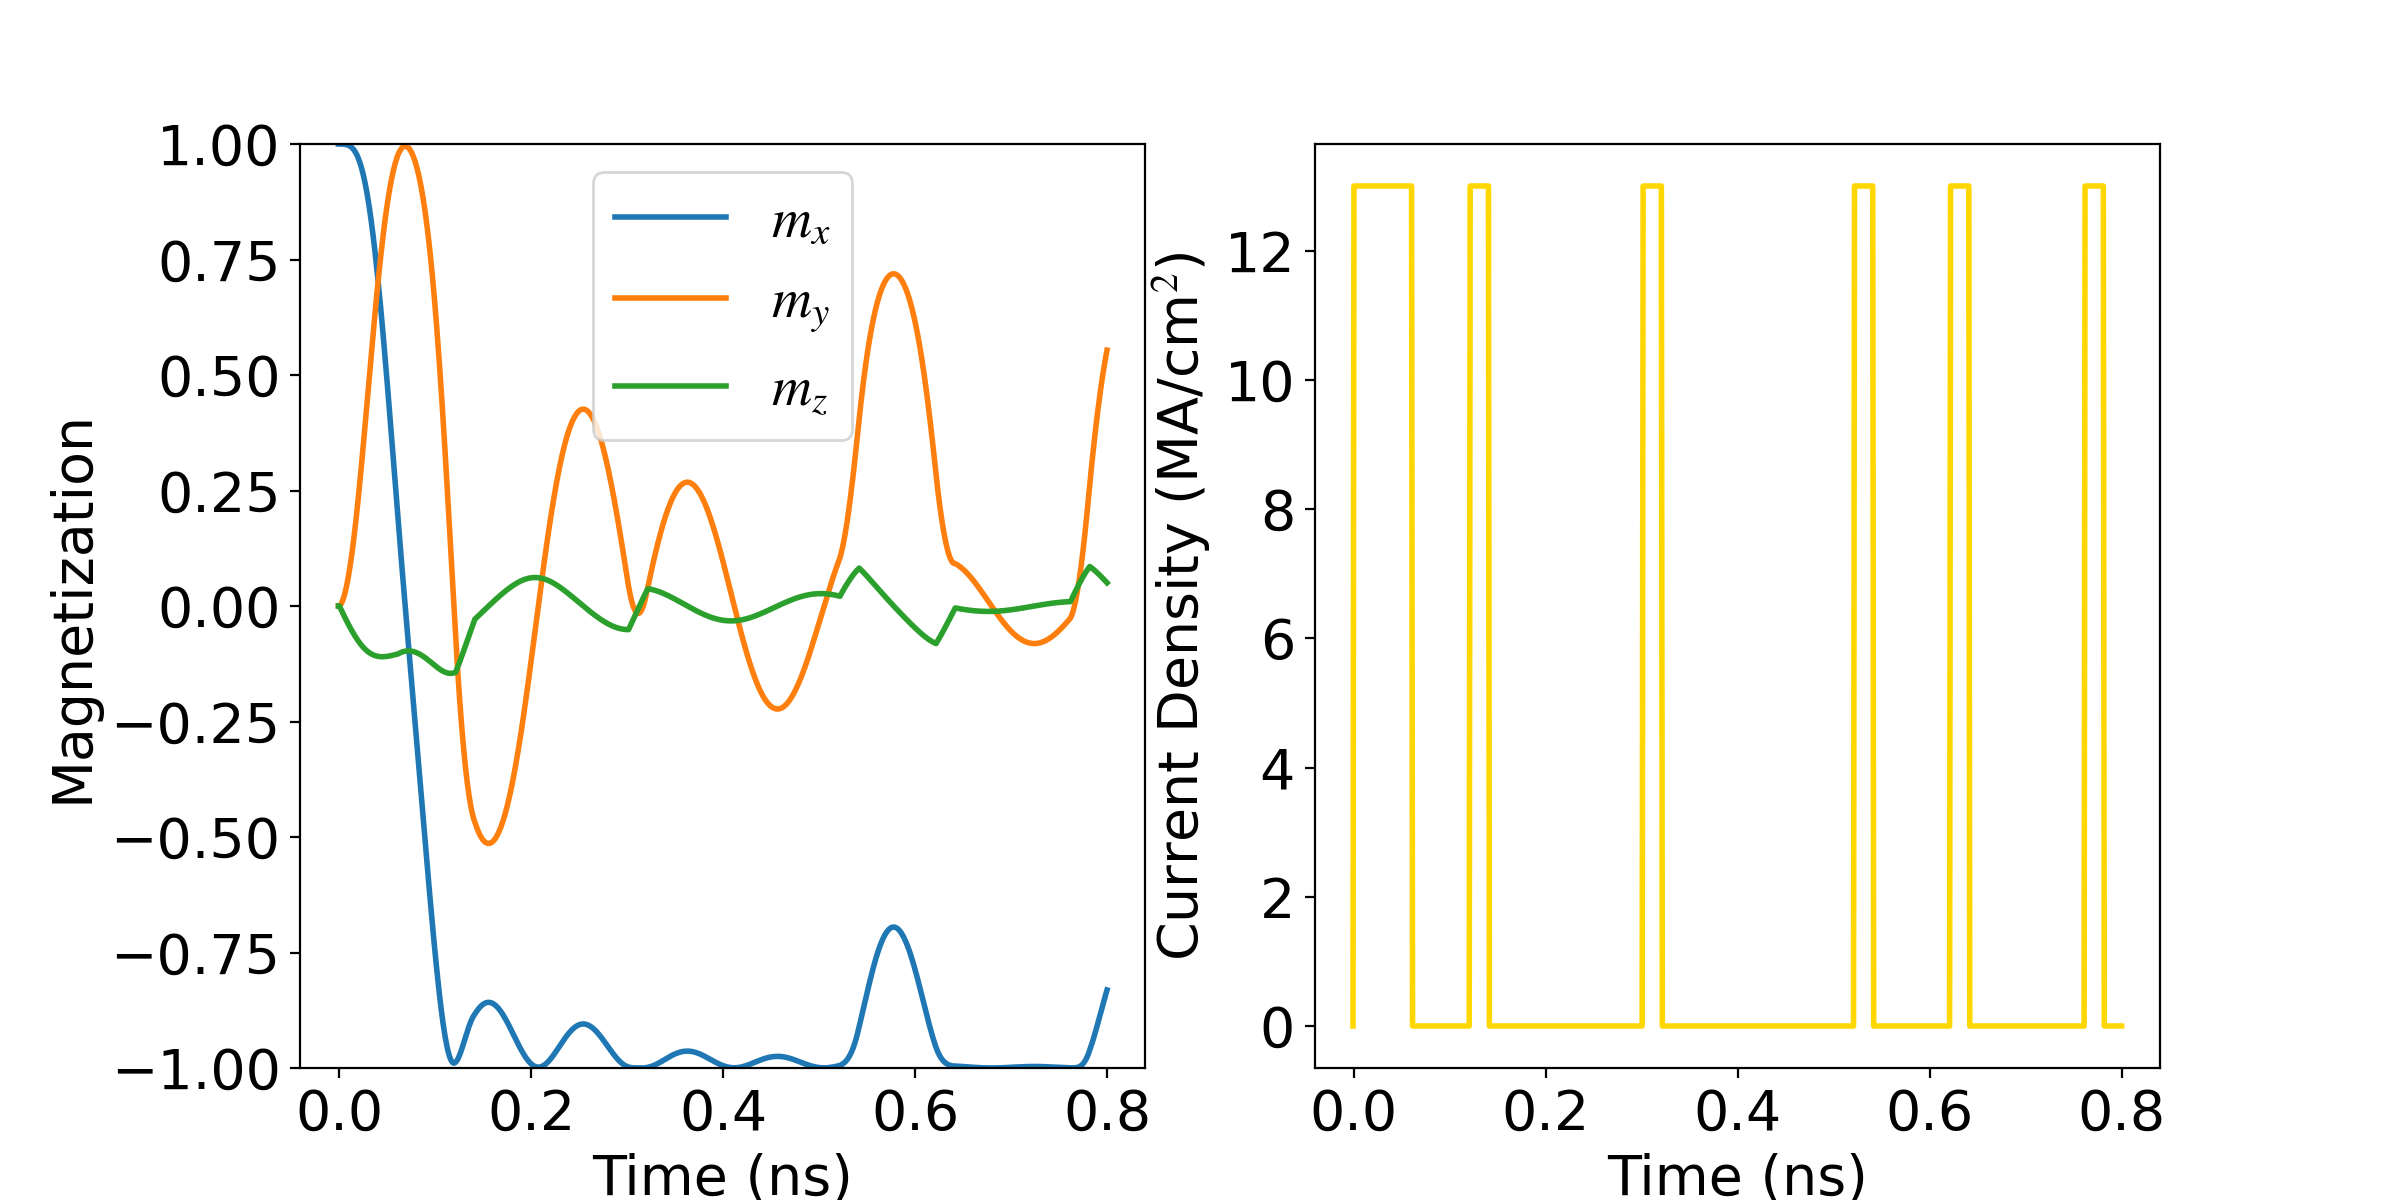 Magnetization
1.00
0.75
0.50
0.25
0.00
−0.25
−0.50
−0.75
−1.00
0.0 0.2 0.4 0.6 0.8
Time (ns)
m_x
m_y
m_z
Current Density (MA/cm²)
12
10
8
6
4
2
0
0.0 0.2 0.4 0.6 0.8
Time (ns)